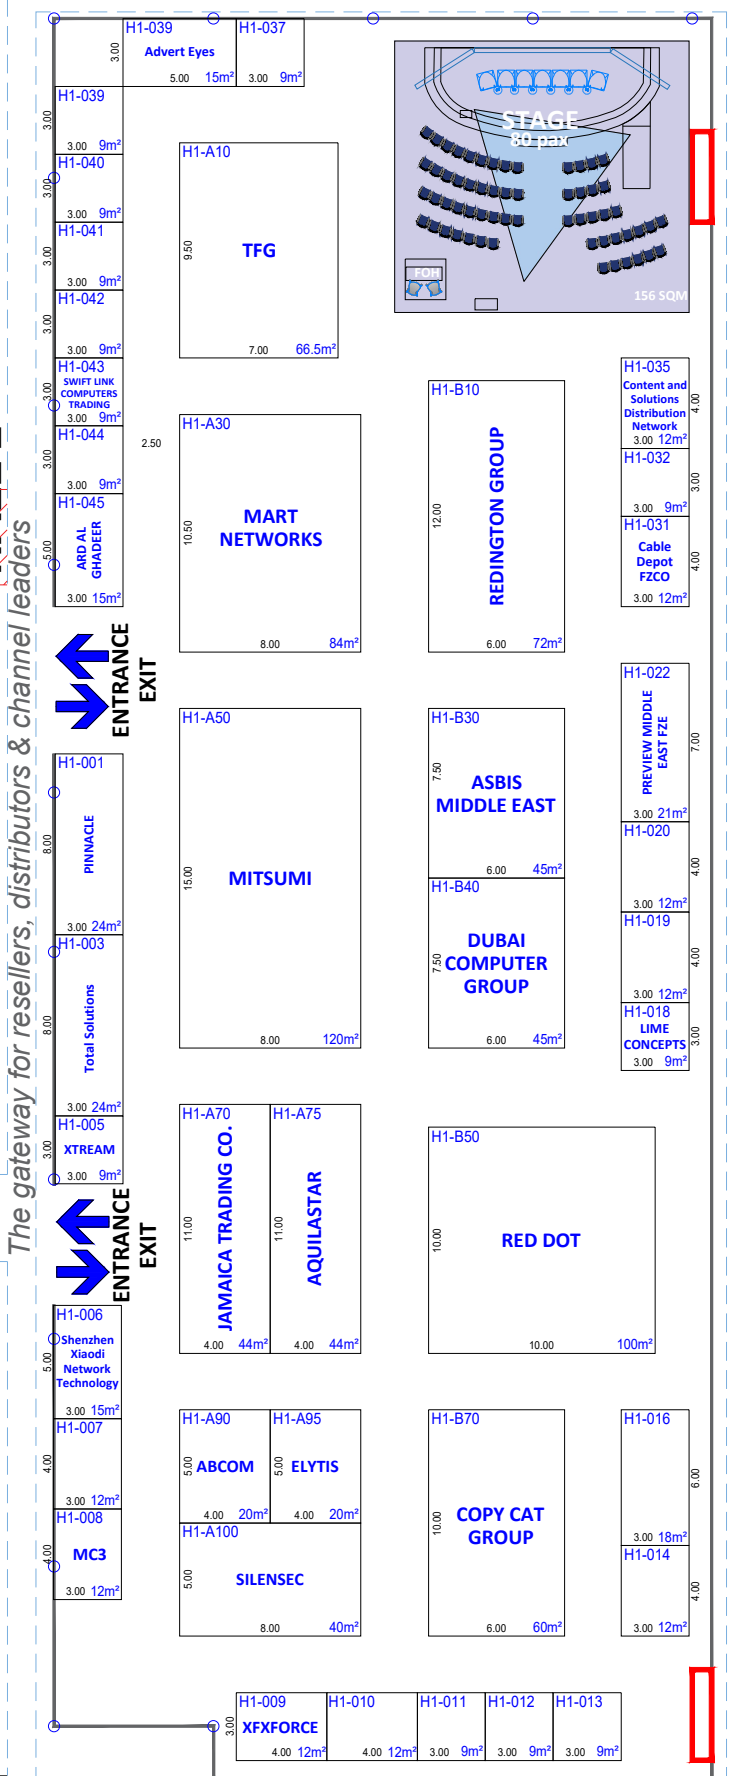 H1-039
Advert Eyes
3.00
5.00 15m²
H1-037
3.00 9m²
STAGE
80 pax
FOH
156 SQM
H1-039
3.00
3.00 9m²
H1-040
3.00
3.00 9m²
H1-041
3.00
3.00 9m²
H1-042
3.00
3.00 9m²
H1-043
SWIFT LINK
COMPUTERS
TRADING
3.00
3.00 9m²
H1-044
3.00
3.00 9m²
2.50
H1-045
ARD AL
GHADEER
5.00
3.00 15m²
H1-A10
TFG
9.50
7.00 66.5m²
H1-A30
MART
NETWORKS
10.50
8.00 84m²
H1-B10
REDINGTON GROUP
12.00
6.00 72m²
H1-035
Content and
Solutions
Distribution
Network
4.00
3.00 12m²
H1-032
3.00
3.00 9m²
H1-031
Cable
Depot
FZCO
4.00
3.00 12m²
ENTRANCE
EXIT
The gateway for resellers, distributors & channel leaders
H1-001
PINNACLE
8.00
3.00 24m²
H1-003
Total Solutions
8.00
3.00 24m²
H1-005
XTREAM
3.00
3.00 9m²
H1-A50
MITSUMI
15.00
8.00 120m²
H1-B30
ASBIS
MIDDLE EAST
7.50
6.00 45m²
H1-B40
DUBAI
COMPUTER
GROUP
7.50
6.00 45m²
H1-022
PREVIEW MIDDLE
EAST FZE
7.00
3.00 21m²
H1-020
4.00
3.00 12m²
H1-019
4.00
3.00 12m²
H1-018
LIME
CONCEPTS
3.00
3.00 9m²
ENTRANCE
EXIT
H1-A70
JAMAICA TRADING CO.
11.00
4.00 44m²
H1-A75
AQUILASTAR
11.00
4.00 44m²
H1-B50
RED DOT
10.00
10.00 100m²
H1-006
Shenzhen
Xiaodi
Network
Technology
5.00
3.00 15m²
H1-007
4.00
3.00 12m²
H1-008
MC3
4.00
3.00 12m²
H1-A90
ABCOM
5.00
4.00 20m²
H1-A95
ELYTIS
5.00
4.00 20m²
H1-A100
SILENSEC
5.00
8.00 40m²
H1-B70
COPY CAT
GROUP
10.00
6.00 60m²
H1-016
6.00
3.00 18m²
H1-014
4.00
3.00 12m²
H1-009
XFXFORCE
3.00
4.00 12m²
H1-010
4.00 12m²
H1-011
3.00 9m²
H1-012
3.00 9m²
H1-013
3.00 9m²